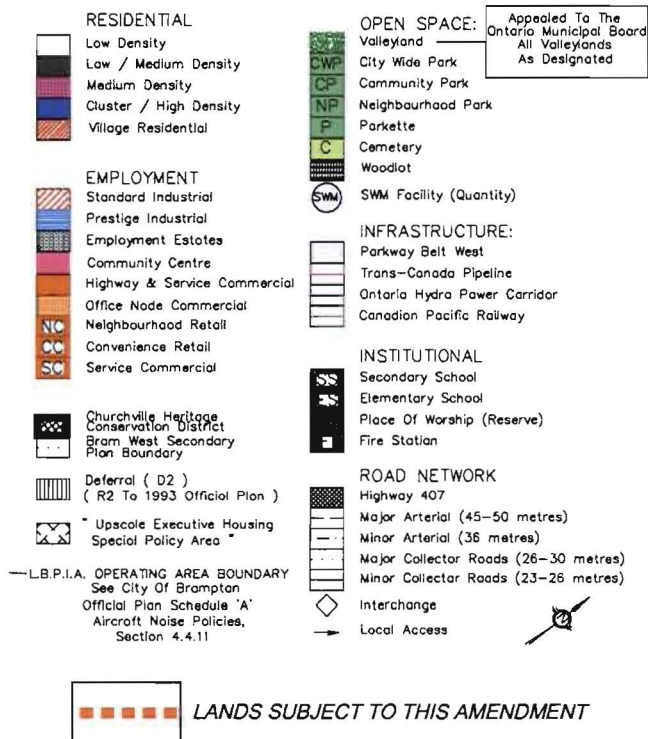 RESIDENTIAL
Low Density
Low / Medium Density
Medium Density
Cluster / High Density
Village Residential
EMPLOYMENT
Standard Industrial
Prestige Industrial
Employment Estates
Community Centre
Highway & Service Commercial
Office Node Commercial
NC Neighbourhood Retail
CC Convenience Retail
SC Service Commercial
Churchville Heritage
Conservation District
Bram West Secondary
Plan Boundary
Deferral ( D2 )
( R2 To 1993 Official Plan )
" Upscale Executive Housing
Special Policy Area "
L.B.P.I.A. OPERATING AREA BOUNDARY
See City Of Brampton
Official Plan Schedule 'A'
Aircraft Noise Policies,
Section 4.4.11
OPEN SPACE:
Valleyland
Appealed To The
Ontario Municipal Board
All Valleylands
As Designated
CWP City Wide Park
CP Community Park
NP Neighbourhood Park
P Parkette
C Cemetery
Woodlot
SWM SWM Facility (Quantity)
INFRASTRUCTURE:
Parkway Belt West
Trans-Canada Pipeline
Ontario Hydro Power Corridor
Canadian Pacific Railway
INSTITUTIONAL
SS Secondary School
ES Elementary School
Place Of Worship (Reserve)
Fire Station
ROAD NETWORK
Highway 407
Major Arterial (45-50 metres)
Minor Arterial (36 metres)
Major Collector Roads (26-30 metres)
Minor Collector Roads (23-26 metres)
Interchange
Local Access
LANDS SUBJECT TO THIS AMENDMENT